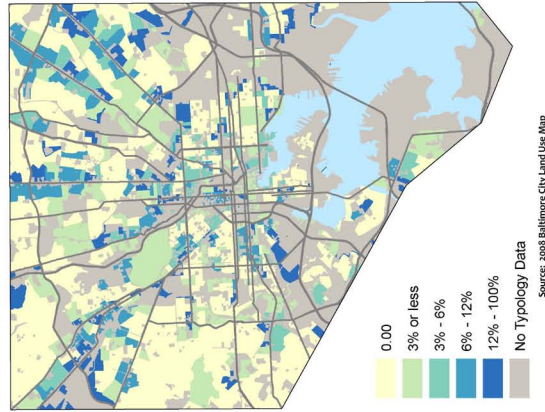 0.00
3% or less
3% - 6%
6% - 12%
12% - 100%
No Typology Data
Source: 2008 Baltimore City Land Use Map